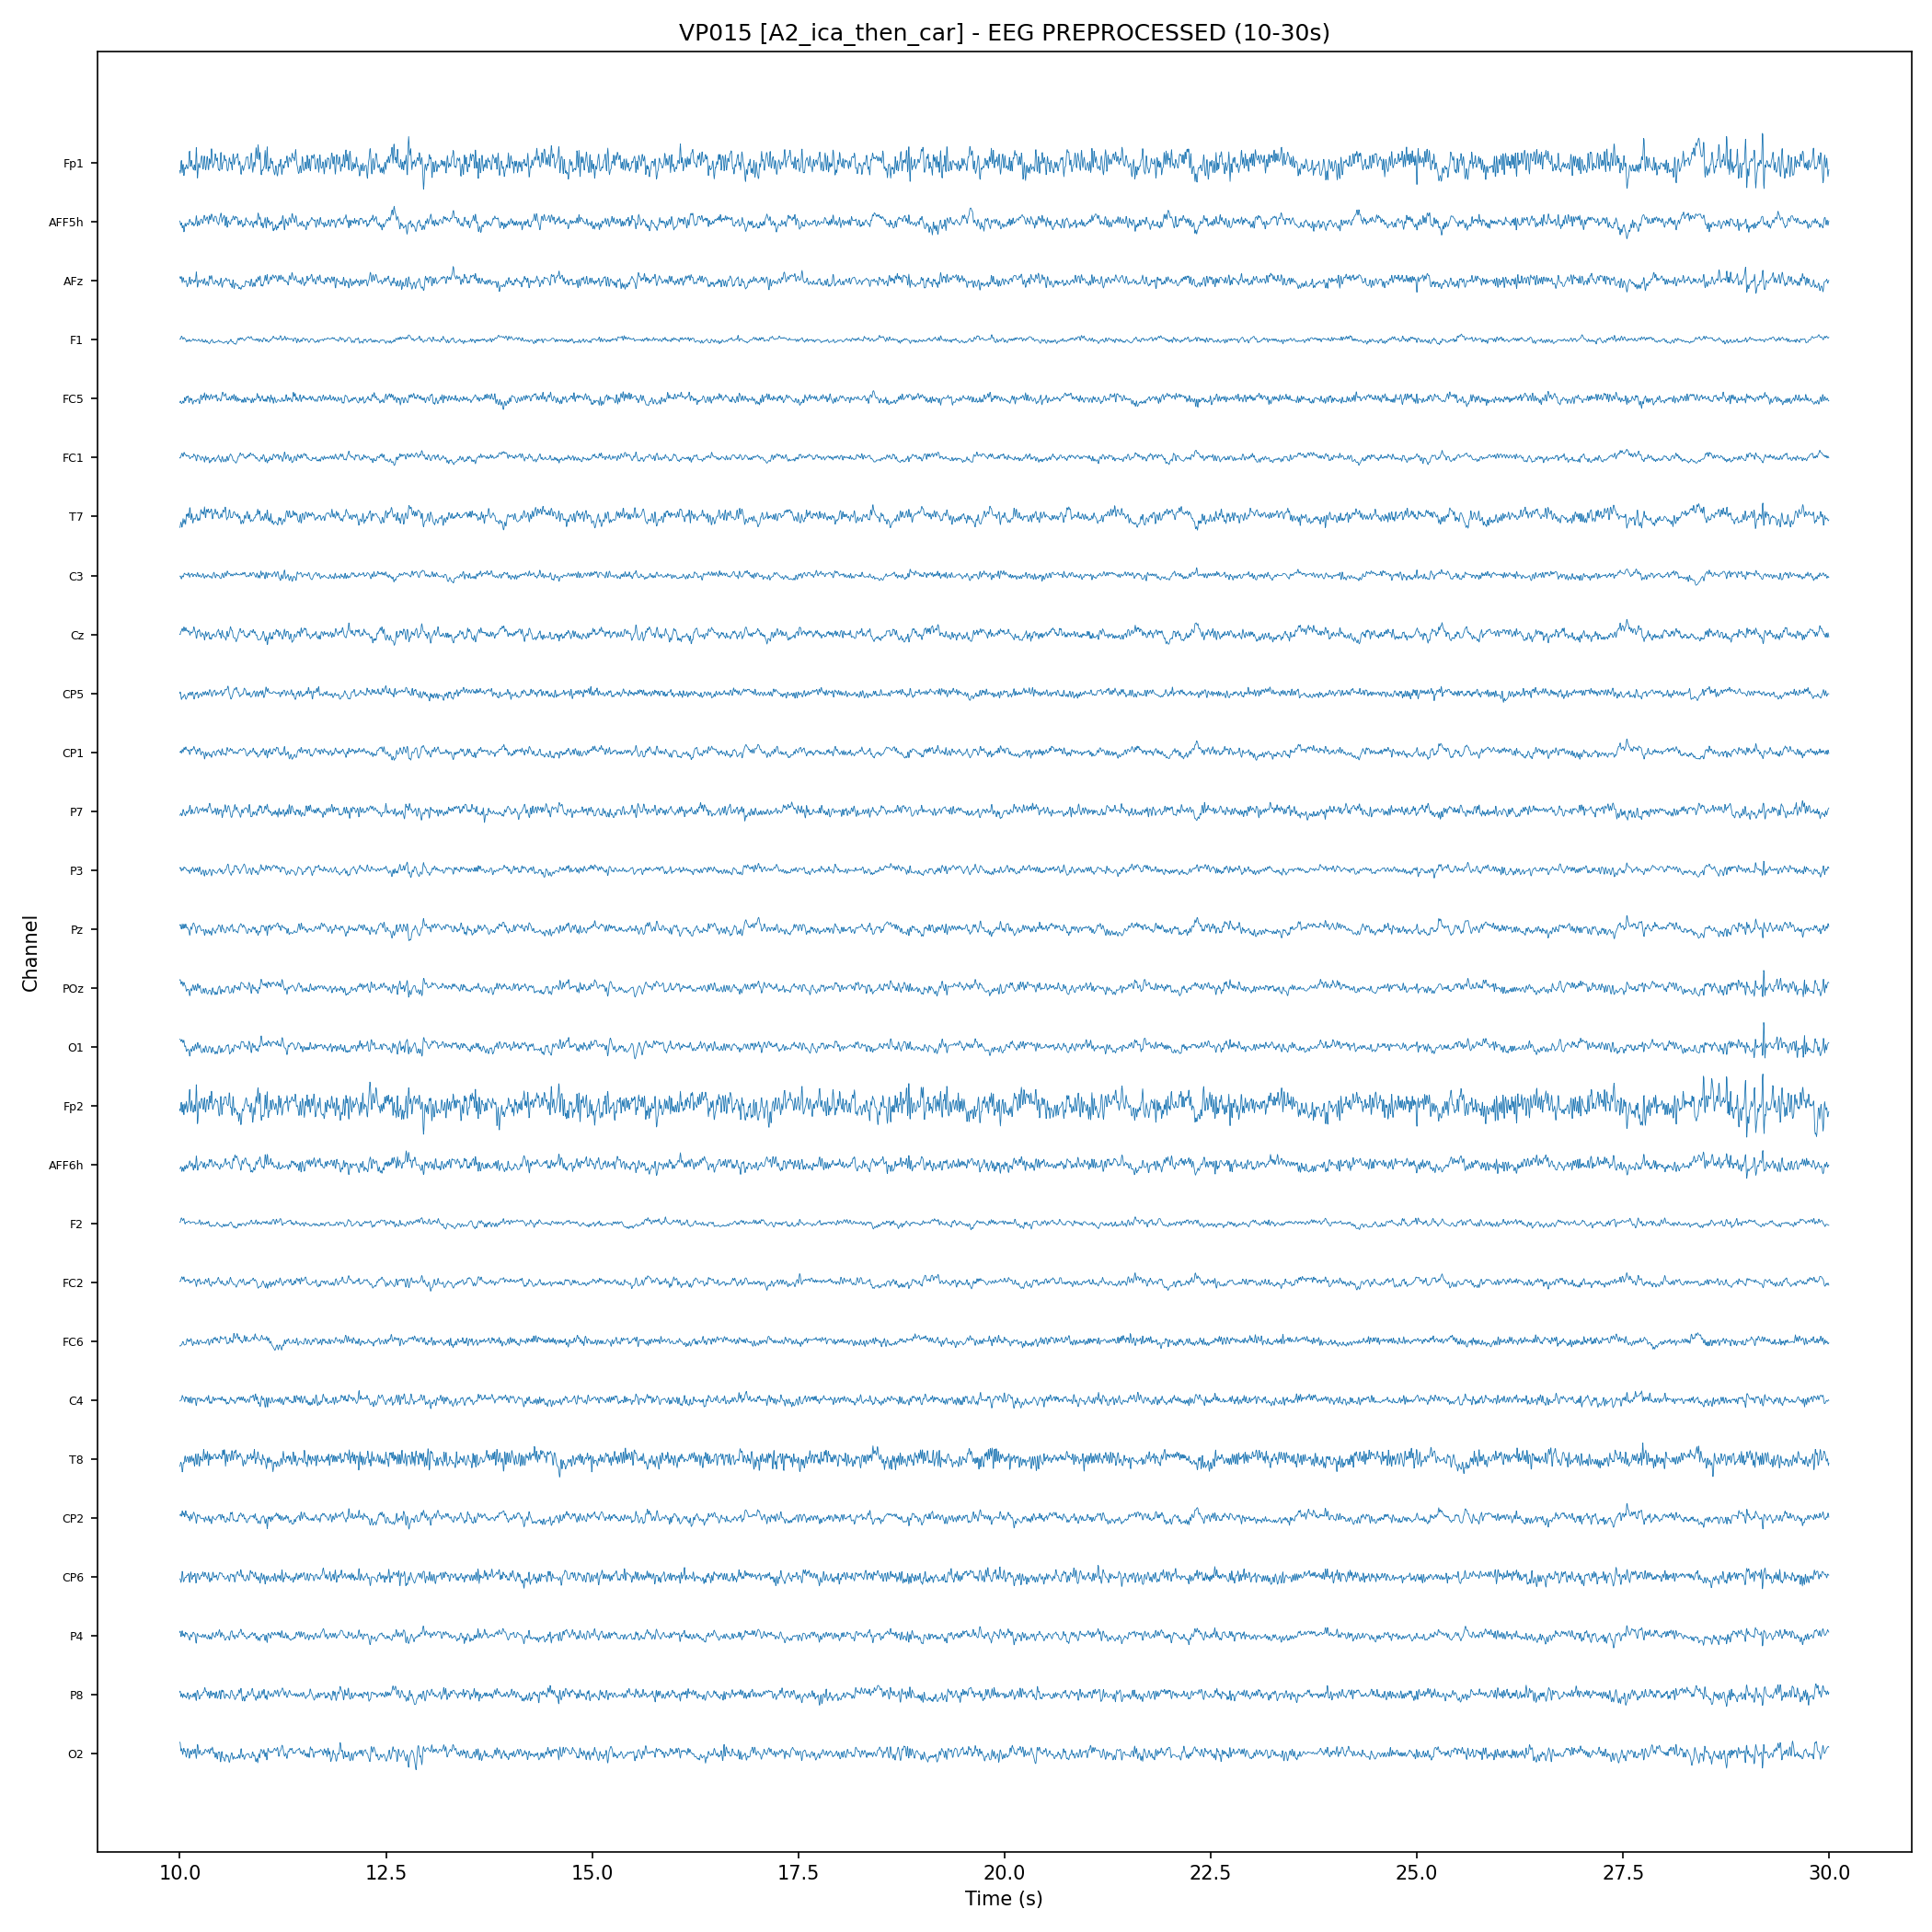 VP015 [A2_ica_then_car] - EEG PREPROCESSED (10-30s)
Channel
Fp1
AFF5h
AFz
F1
FC5
FC1
T7
C3
Cz
CP5
CP1
P7
P3
Pz
POz
O1
Fp2
AFF6h
F2
FC2
FC6
C4
T8
CP2
CP6
P4
P8
O2
10.0 12.5 15.0 17.5 20.0 22.5 25.0 27.5 30.0
Time (s)